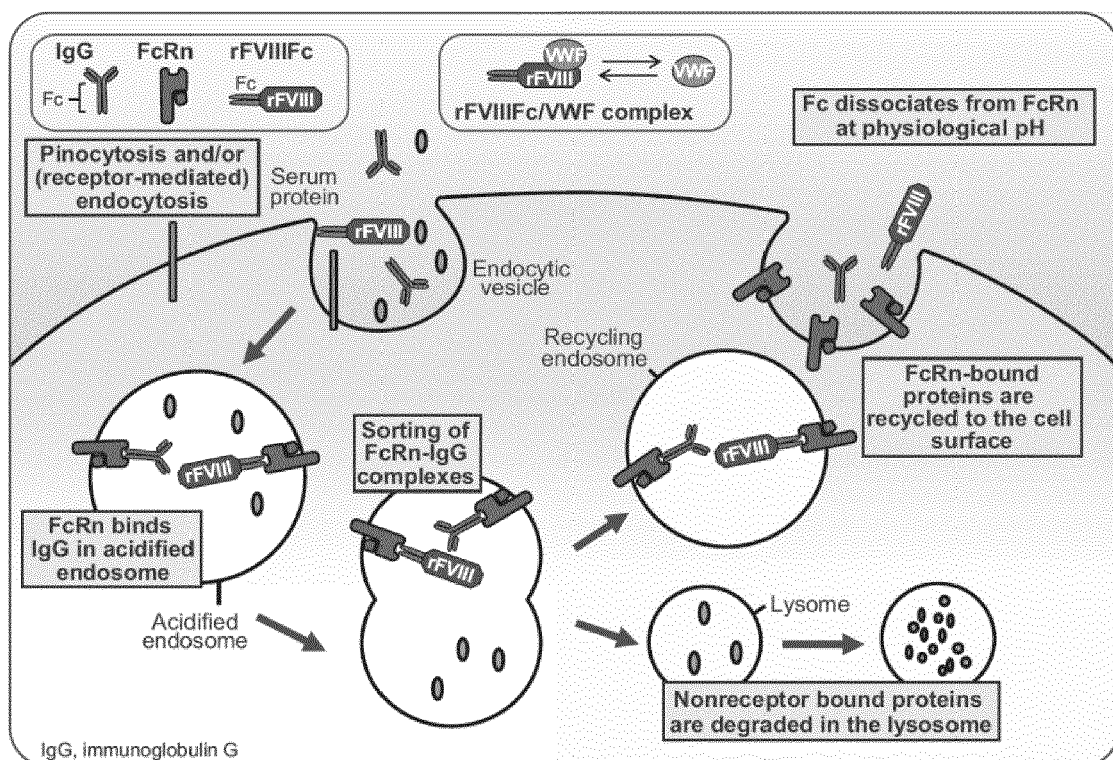 IgG FcRn rFVIIIFc
Fc
Fc
rFVIII
VWF
rFVIII
VWF
rFVIIIFc/VWF complex
Fc dissociates from FcRn
at physiological pH
Pinocytosis and/or
(receptor-mediated)
endocytosis
Serum
protein
rFVIII
Endocytic
vesicle
rFVIII
Recycling
endosome
FcRn-bound
proteins are
recycled to the cell
surface
rFVIII
Sorting of
FcRn-IgG
complexes
rFVIII
rFVIII
FcRn binds
IgG in acidified
endosome
Acidified
endosome
Lysome
Nonreceptor bound proteins
are degraded in the lysosome
IgG, immunoglobulin G